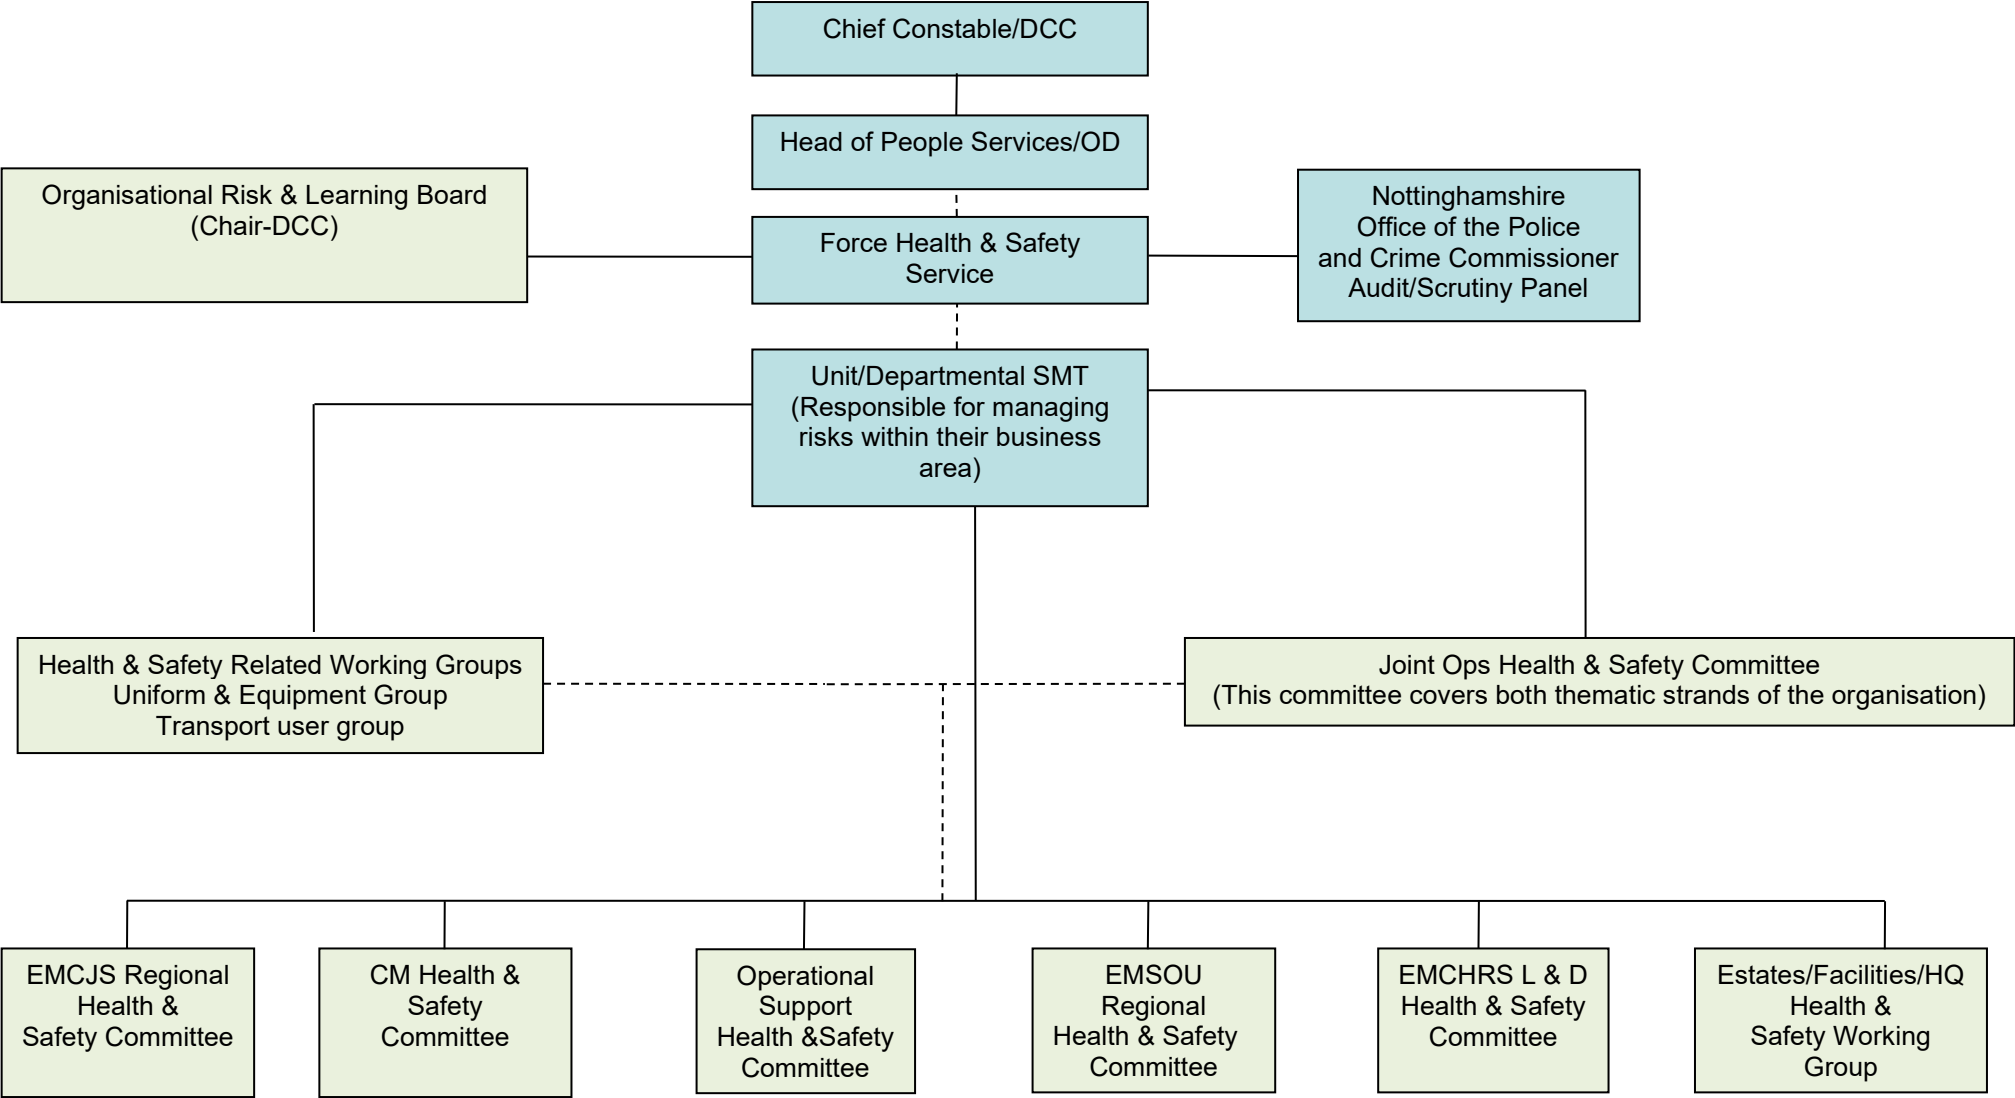 Chief Constable/DCC
Head of People Services/OD
Organisational Risk & Learning Board
(Chair-DCC)
Force Health & Safety
Service
Nottinghamshire
Office of the Police
and Crime Commissioner
Audit/Scrutiny Panel
Unit/Departmental SMT
(Responsible for managing
risks within their business
area)
Health & Safety Related Working Groups
Uniform & Equipment Group
Transport user group
Joint Ops Health & Safety Committee
(This committee covers both thematic strands of the organisation)
EMCJS Regional
Health &
Safety Committee
CM Health &
Safety
Committee
Operational
Support
Health &Safety
Committee
EMSOU
Regional
Health & Safety
Committee
EMCHRS L & D
Health & Safety
Committee
Estates/Facilities/HQ
Health &
Safety Working
Group